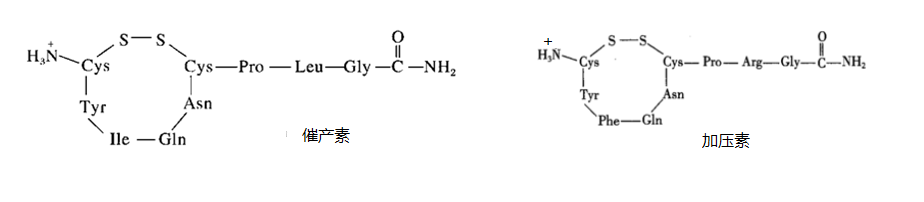 H₃N⁺ S—S O
Cys Cys—Pro—Leu—Gly—C—NH₂
Tyr Asn
Ile—Gln
催产素
H₃N⁺ S—S O
Cys Cys—Pro—Arg—Gly—C—NH₂
Tyr Asn
Phe—Gln
加压素